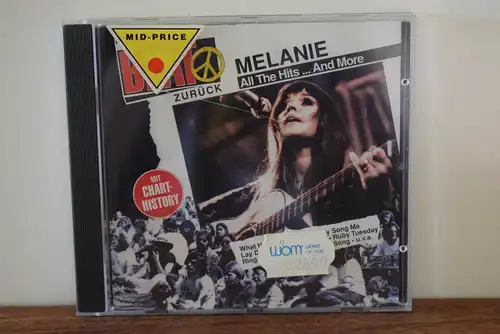 MID-PRICE
ZURÜCK
MELANIE
All The Hits ... And More
MIT
CHART-
HISTORY
What H
Lay D
Ring
y Song Ma
Ruby Tuesday
Song - u.v.a.
wom WORLD